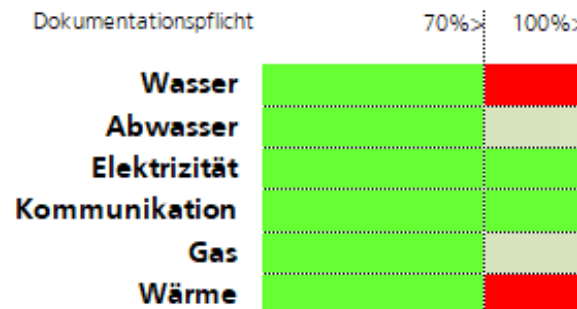 Dokumentationspflicht 70%> 100%>
Wasser
Abwasser
Elektrizität
Kommunikation
Gas
Wärme